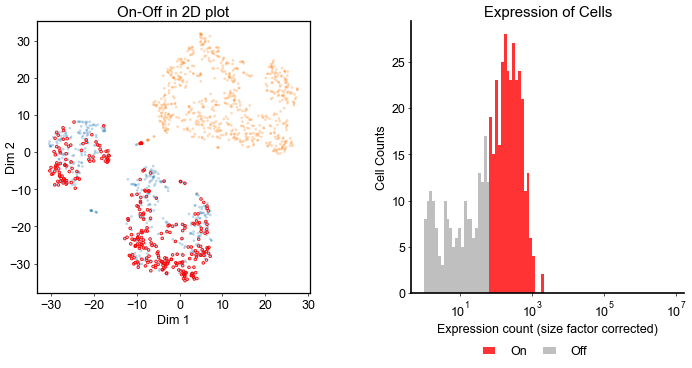 On-Off in 2D plot
Dim 2
30
20
10
0
−10
−20
−30
−30 −20 −10 0 10 20 30
Dim 1
Expression of Cells
Cell Counts
25
20
15
10
5
0
10^1 10^3 10^5 10^7
Expression count (size factor corrected)
On Off